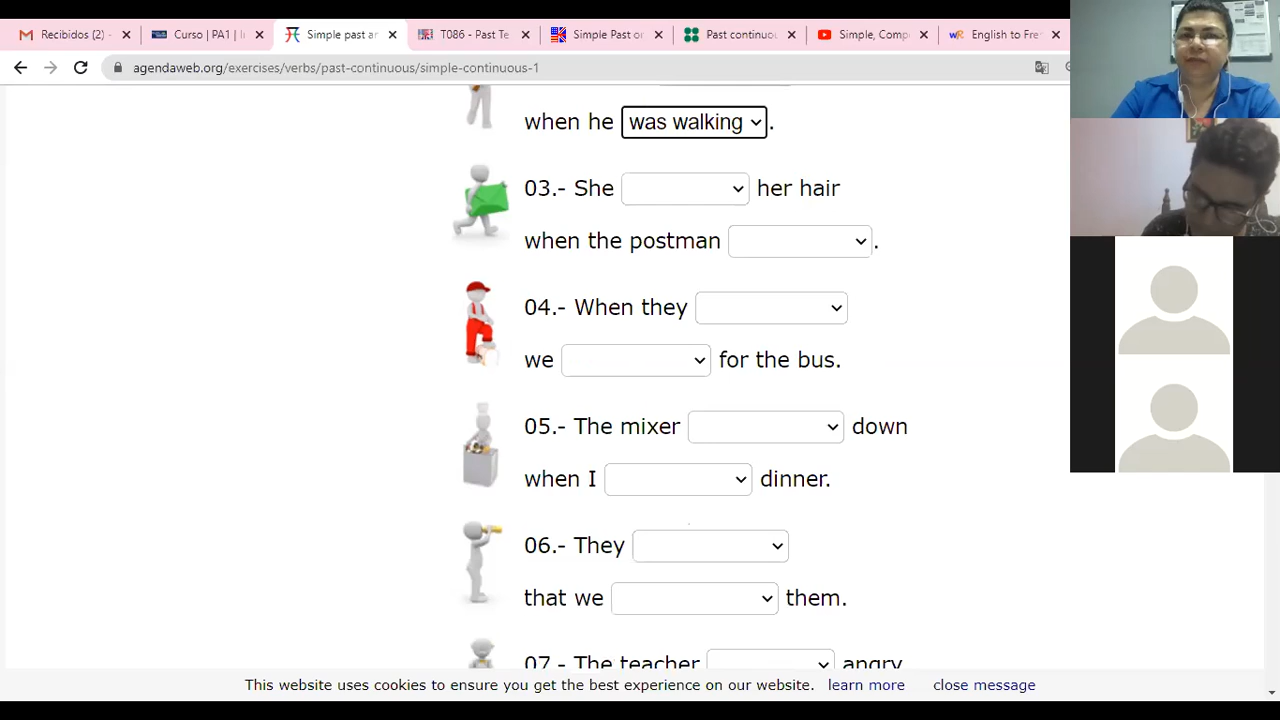 Recibidos (2) -
Curso | PA1 | I
Simple past ar
T086 - Past Te
Simple Past or
Past continuou
Simple, Comp
English to Fre
agendaweb.org/exercises/verbs/past-continuous/simple-continuous-1
when he was walking .
03.- She her hair
when the postman .
04.- When they
we for the bus.
05.- The mixer down
when I dinner.
06.- They
that we them.
07.- The teacher angry
This website uses cookies to ensure you get the best experience on our website. learn more close message